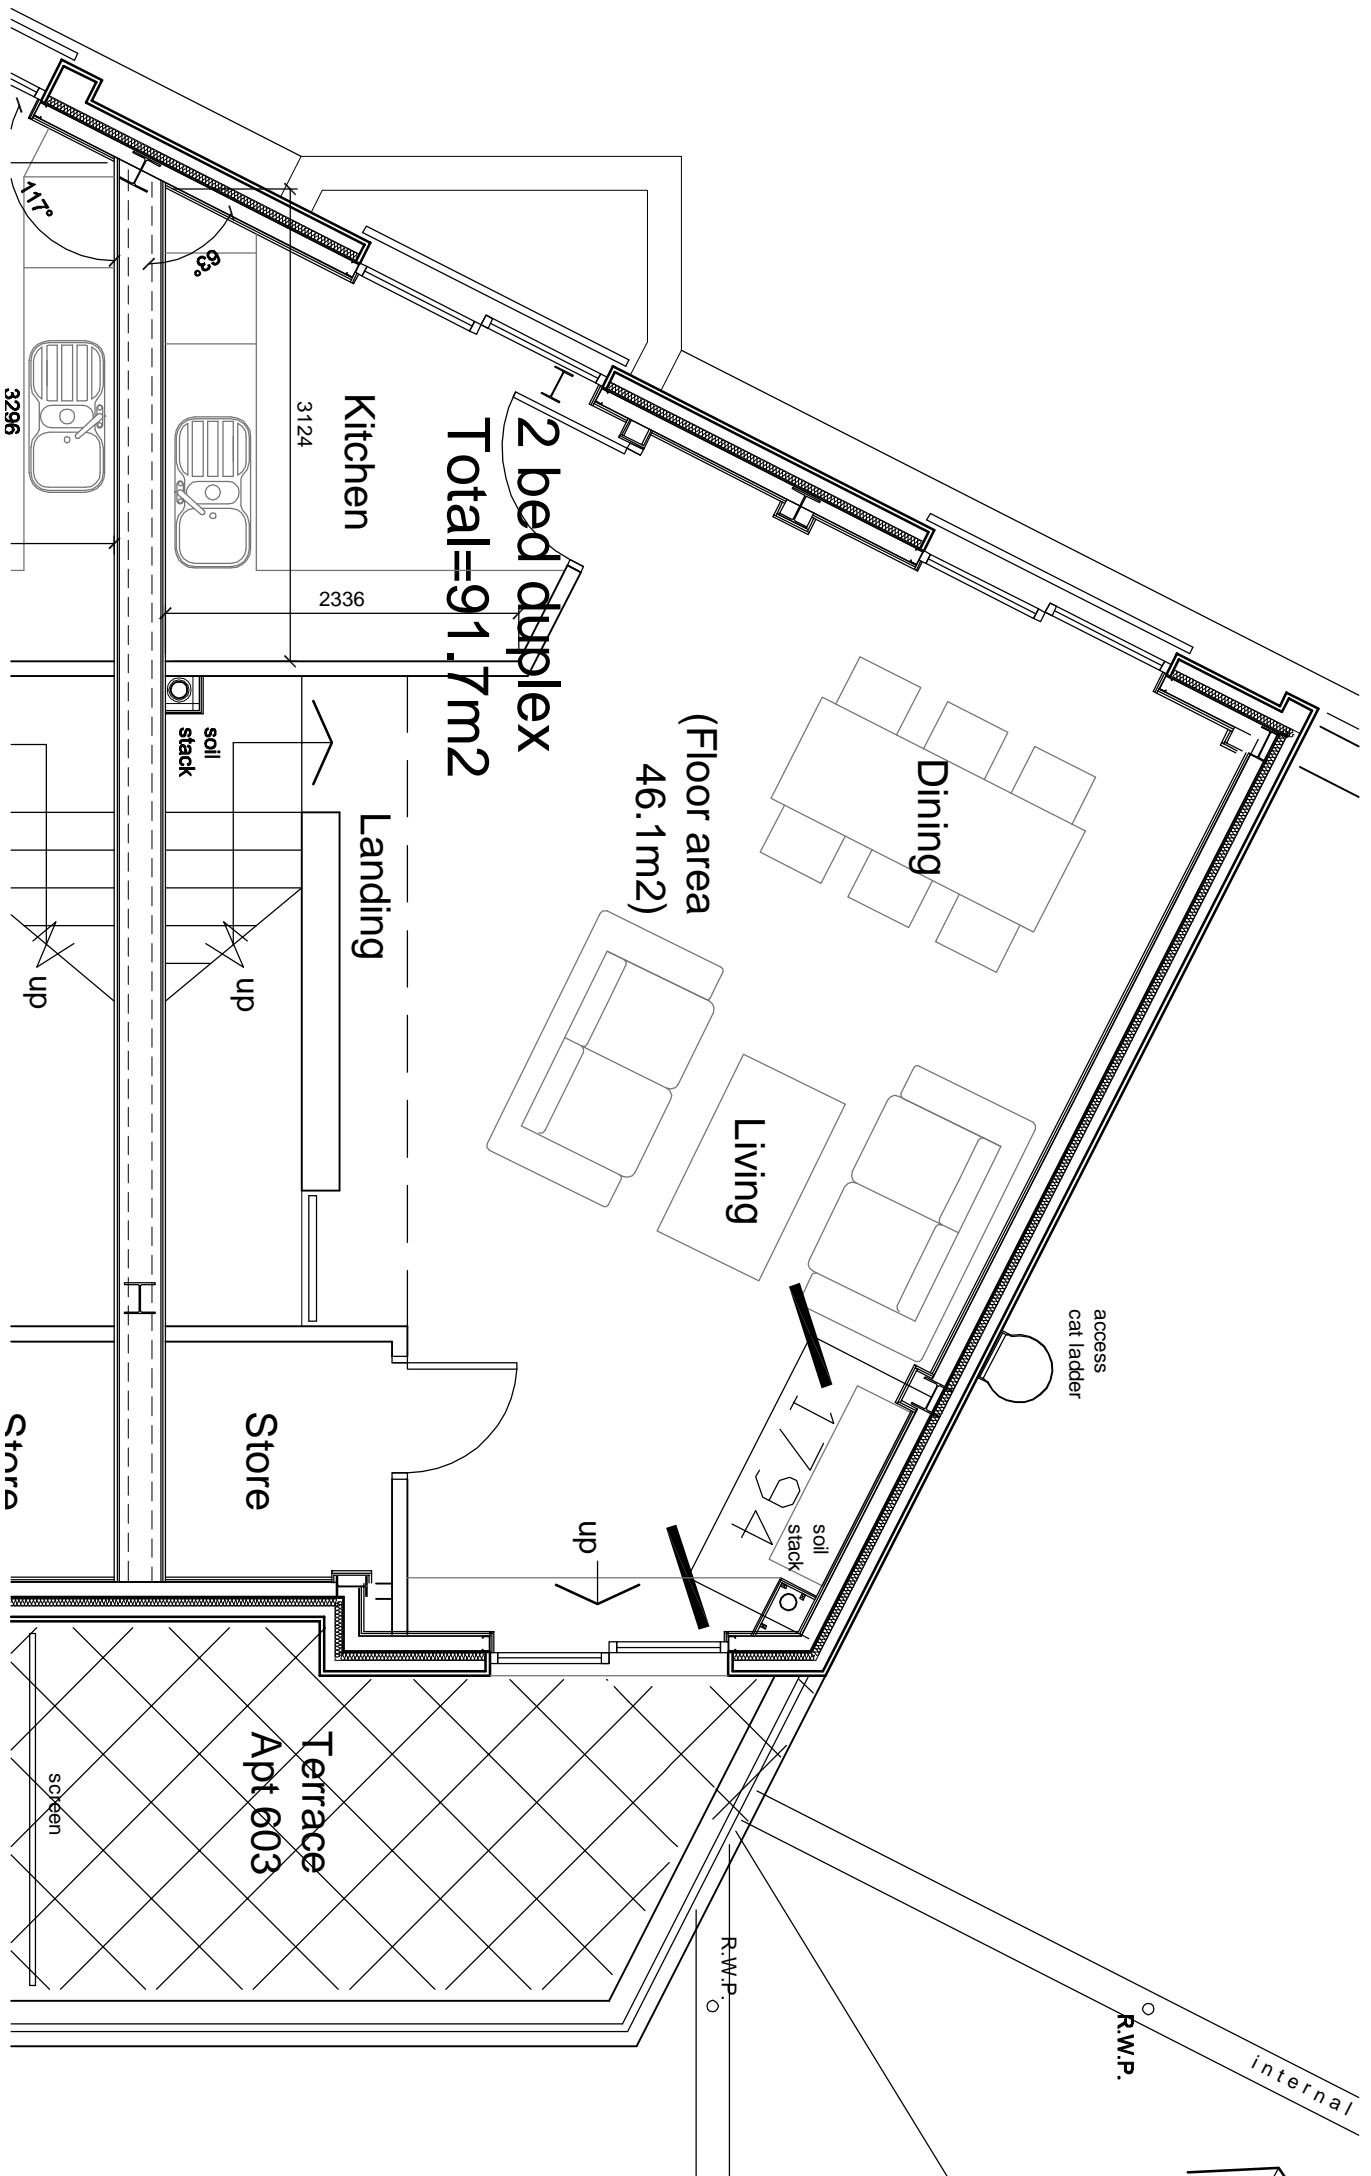 117°
63°
3296
3124
Kitchen
2 bed duplex
Total=91.7m2
2336
soil
stack
Landing
up
up
(Floor area
46.1m2)
Dining
Living
access
cat ladder
1794
soil
stack
up
Store
Store
Terrace
Apt 603
screen
R.W.P.
R.W.P.
internal